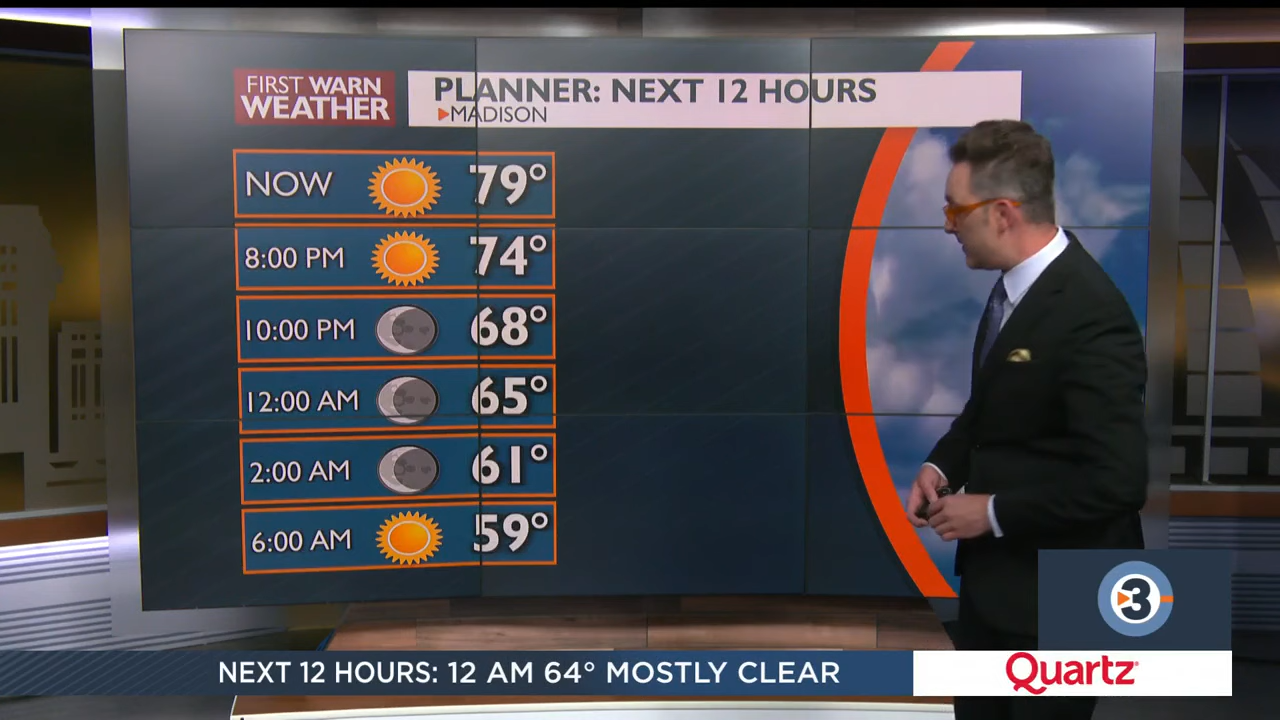 FIRST WARN
WEATHER
PLANNER: NEXT 12 HOURS
MADISON
NOW 79°
8:00 PM 74°
10:00 PM 68°
12:00 AM 65°
2:00 AM 61°
6:00 AM 59°
3
NEXT 12 HOURS: 12 AM 64° MOSTLY CLEAR
Quartz